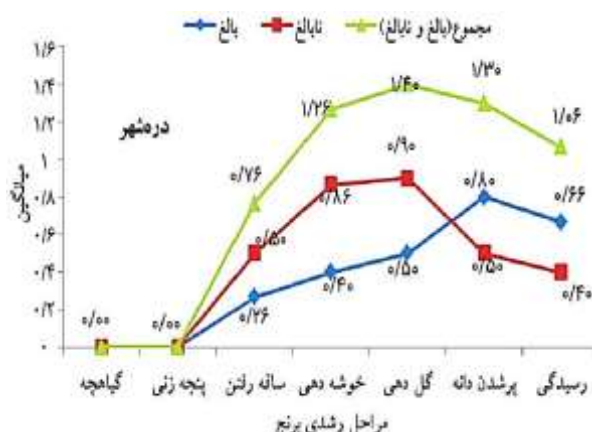 بالغ نابالغ مجموع(بالغ و نابالغ)
۱/۶
۱/۴
۱/۲
۱
۰/۸
۰/۶
۰/۴
۰/۲
۰
میانگین
دره‌شهر
۰/۰۰ ۰/۰۰
۰/۷۶ ۱/۲۶ ۱/۴۰ ۱/۳۰ ۱/۰۶
۰/۵۰ ۰/۸۶ ۰/۹۰ ۰/۵۰ ۰/۴۰
۰/۲۶ ۰/۴۰ ۰/۵۰ ۰/۸۰ ۰/۶۶
گیاهچه پنجه زنی ساقه رفتن خوشه دهی گل دهی پرشدن دانه رسیدگی
مراحل رشدی برنج